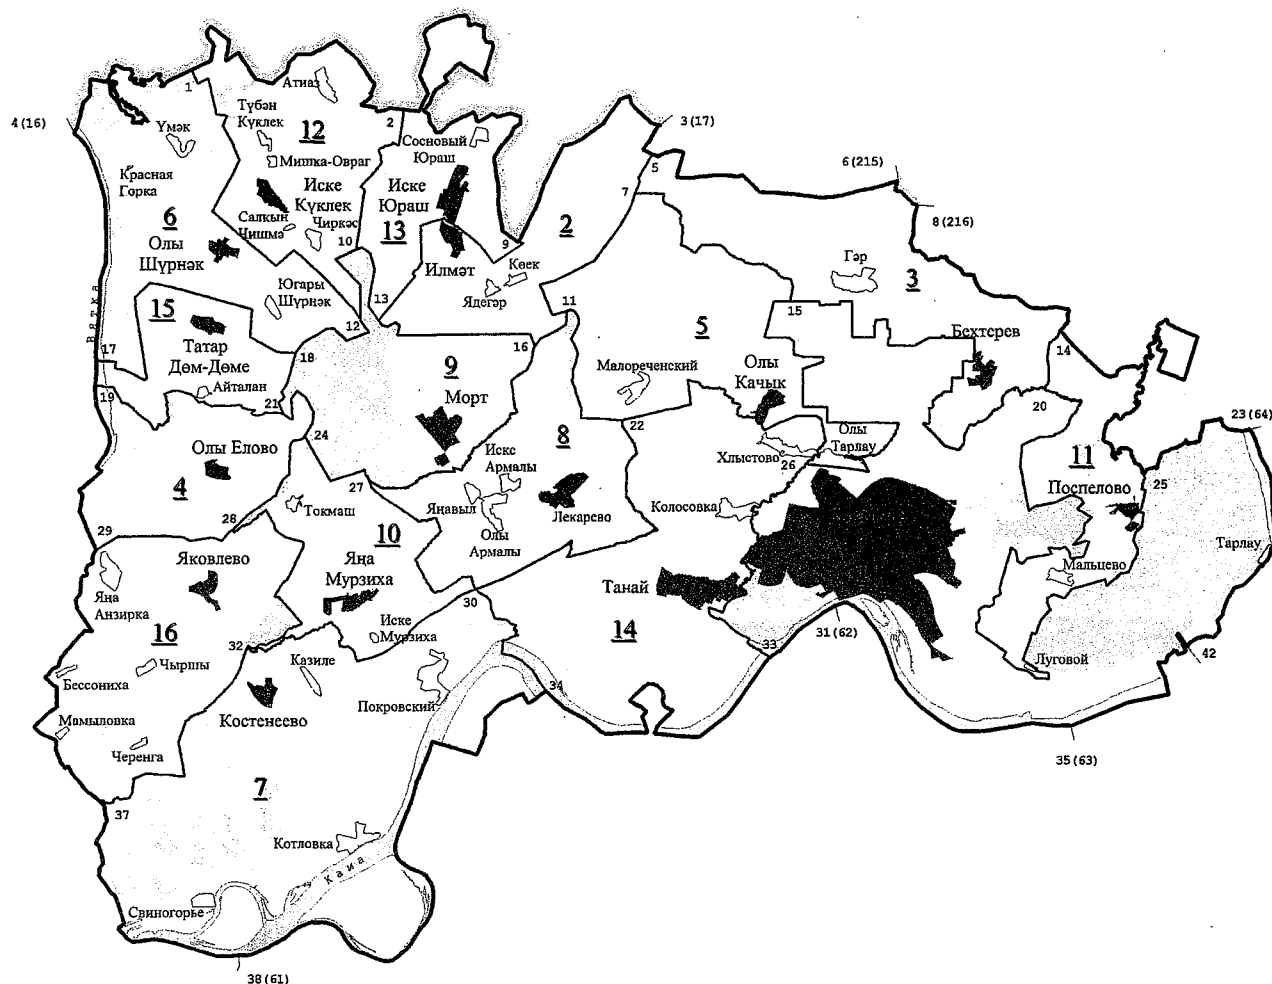 Атиаз
1
4 (16)
Түбән
Күклек
12
2
3 (17)
Үмәк
Сосновый
Юраш
5
6 (215)
Мишка-Овраг
Красная
Горка
Иске
Күклек
Иске
Юраш
7
8 (216)
6
Салкын
Чишмә
Чиркәс
13
2
Олы
Шүрнәк
10
9
Гәр
3
Илмәт
Көек
Югары
Шүрнәк
Ядегәр
15
13
11
15
Вятка
12
5
Бехтерев
Татар
Дөм-Дөме
16
14
17
18
9
Малореченский
Олы
Качык
Айталан
19
21
Морт
20
22
23 (64)
24
8
Олы
Тарлау
Олы Елово
Иске
Армалы
Хлыстово
26
11
4
27
25
Поспелово
Токмаш
Яңавыл
Лекарево
Колосовка
28
29
10
Олы
Армалы
Тарлау
Яковлево
Яңа
Мурзиха
Мальцево
Танай
Яңа
Анзирка
30
16
Иске
Мурзиха
14
31 (62)
32
33
Казиле
Чыршы
Луговой
42
Бессониха
34
Покровский
Мамыловка
Костенеево
Черенга
35 (63)
7
37
Котловка
Кама
Свиногорье
38 (61)